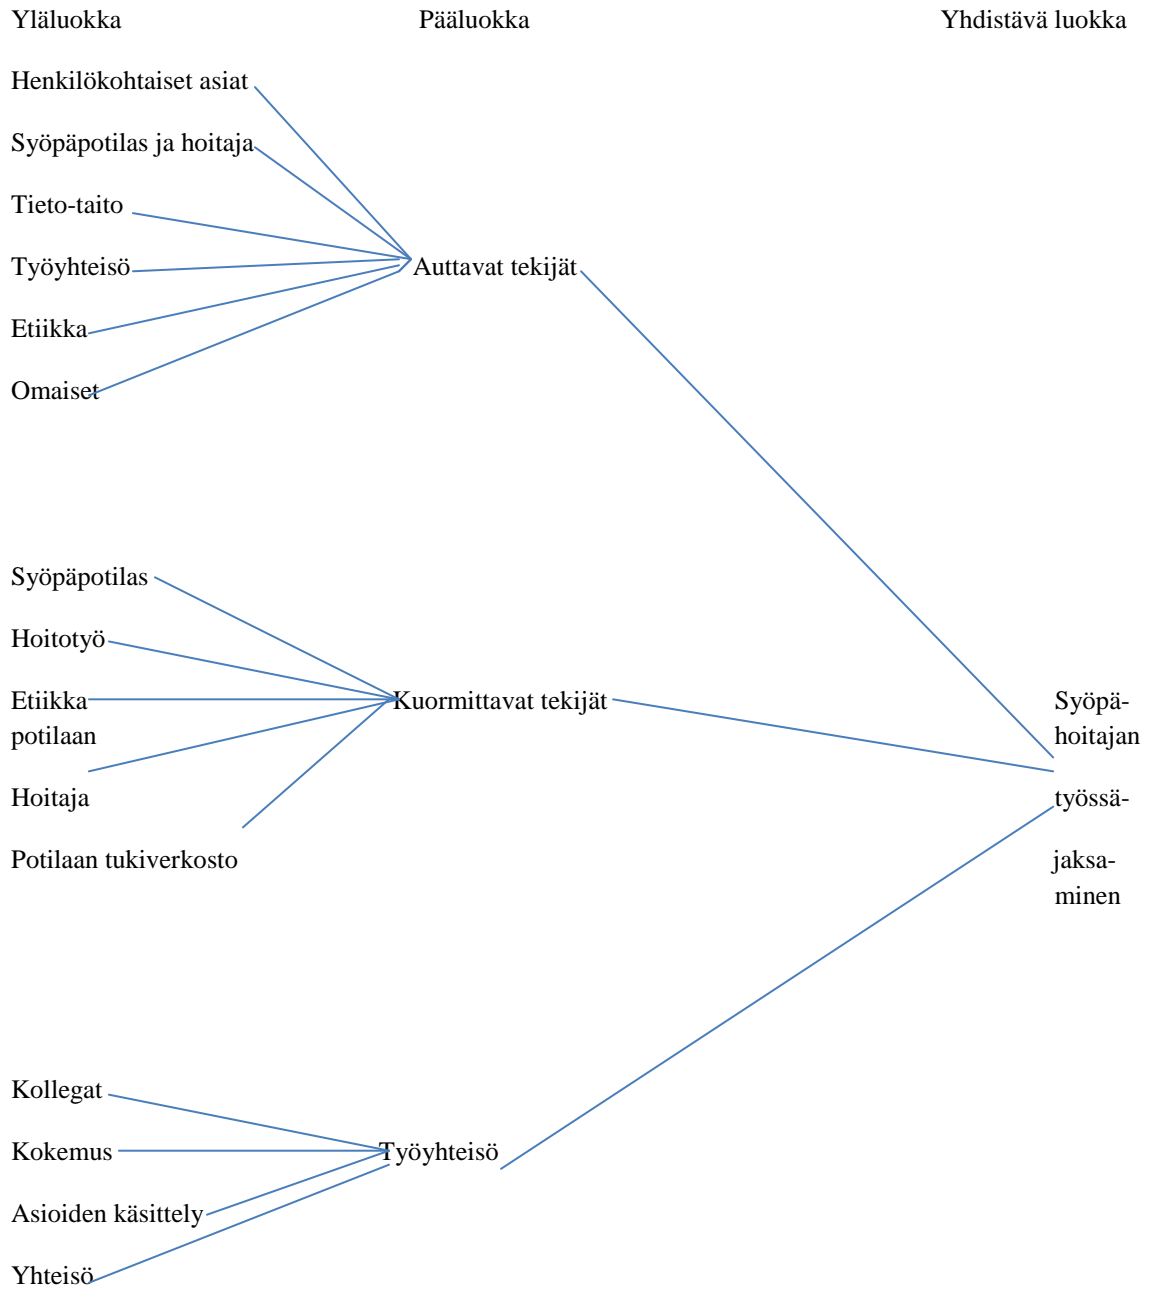 Yläluokka Pääluokka Yhdistävä luokka
Henkilökohtaiset asiat
Syöpäpotilas ja hoitaja
Tieto-taito
Työyhteisö Auttavat tekijät
Etiikka
Omaiset
Syöpäpotilas
Hoitotyö
Etiikka Kuormittavat tekijät Syöpä-
potilaan hoitajan
Hoitaja työssä-
Potilaan tukiverkosto jaksa-
minen
Kollegat
Kokemus Työyhteisö
Asioiden käsittely
Yhteisö